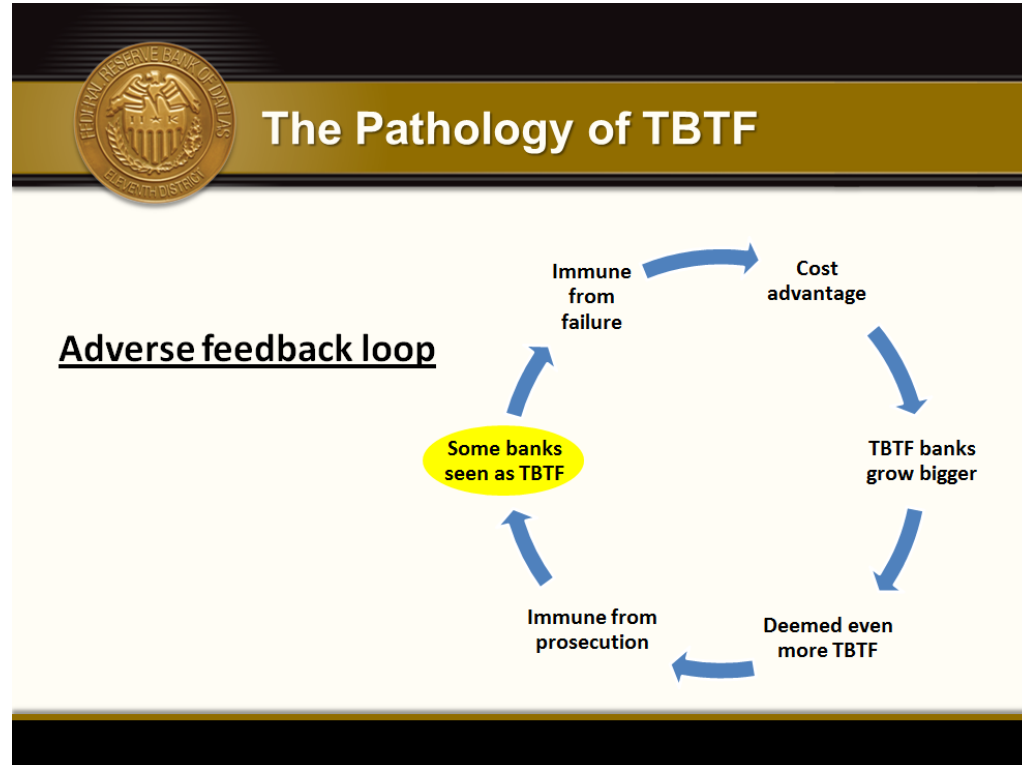 FEDERAL RESERVE BANK OF DALLAS
ELEVENTH DISTRICT
The Pathology of TBTF
Adverse feedback loop
Some banks
seen as TBTF
Immune
from
failure
Cost
advantage
TBTF banks
grow bigger
Deemed even
more TBTF
Immune from
prosecution